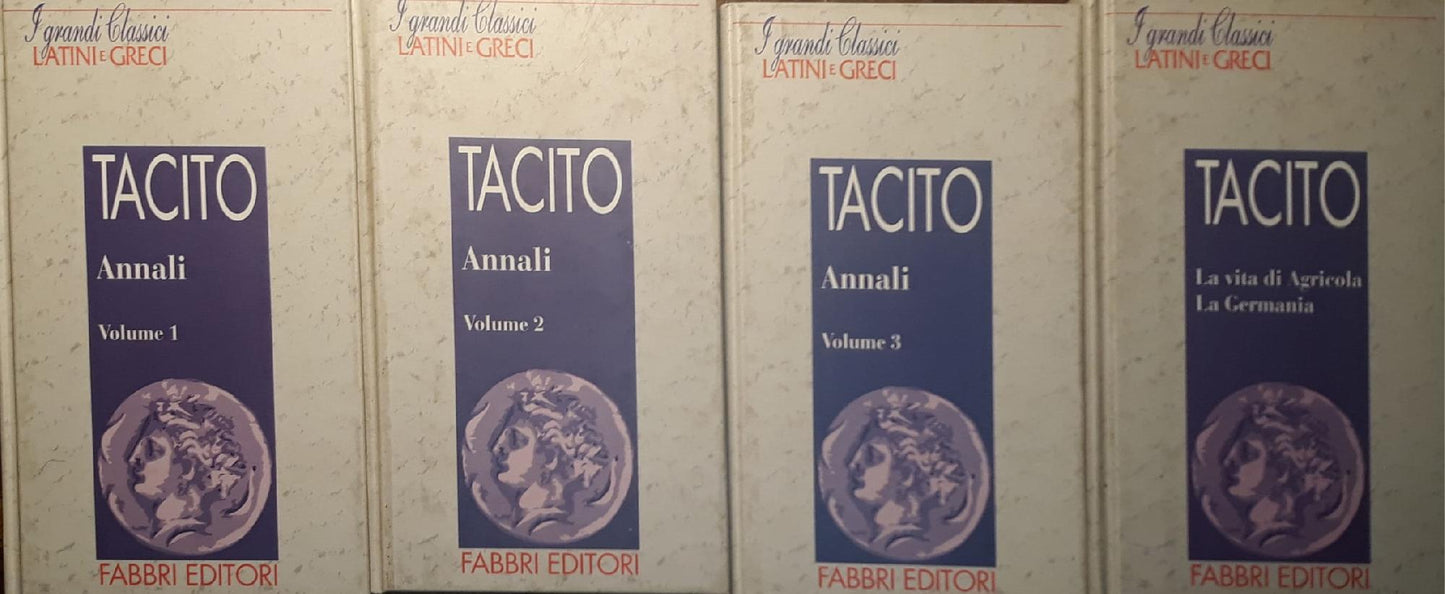 I grandi Classici
LATINI E GRECI
TACITO
Annali
Volume 1
FABBRI EDITORI
I grandi Classici
LATINI E GRECI
TACITO
Annali
Volume 2
FABBRI EDITORI
I grandi Classici
LATINI E GRECI
TACITO
Annali
Volume 3
FABBRI EDITORI
I grandi Classici
LATINI E GRECI
TACITO
La vita di Agricola
La Germania
FABBRI EDITORI